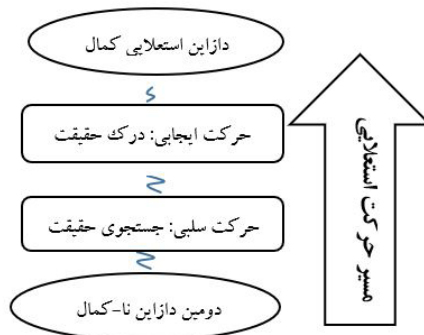 دازاین استعلایی کمال
حرکت ایجابی: درک حقیقت
حرکت سلبی: جستجوی حقیقت
دومین دازاین نا-کمال
مسیر حرکت استعلایی